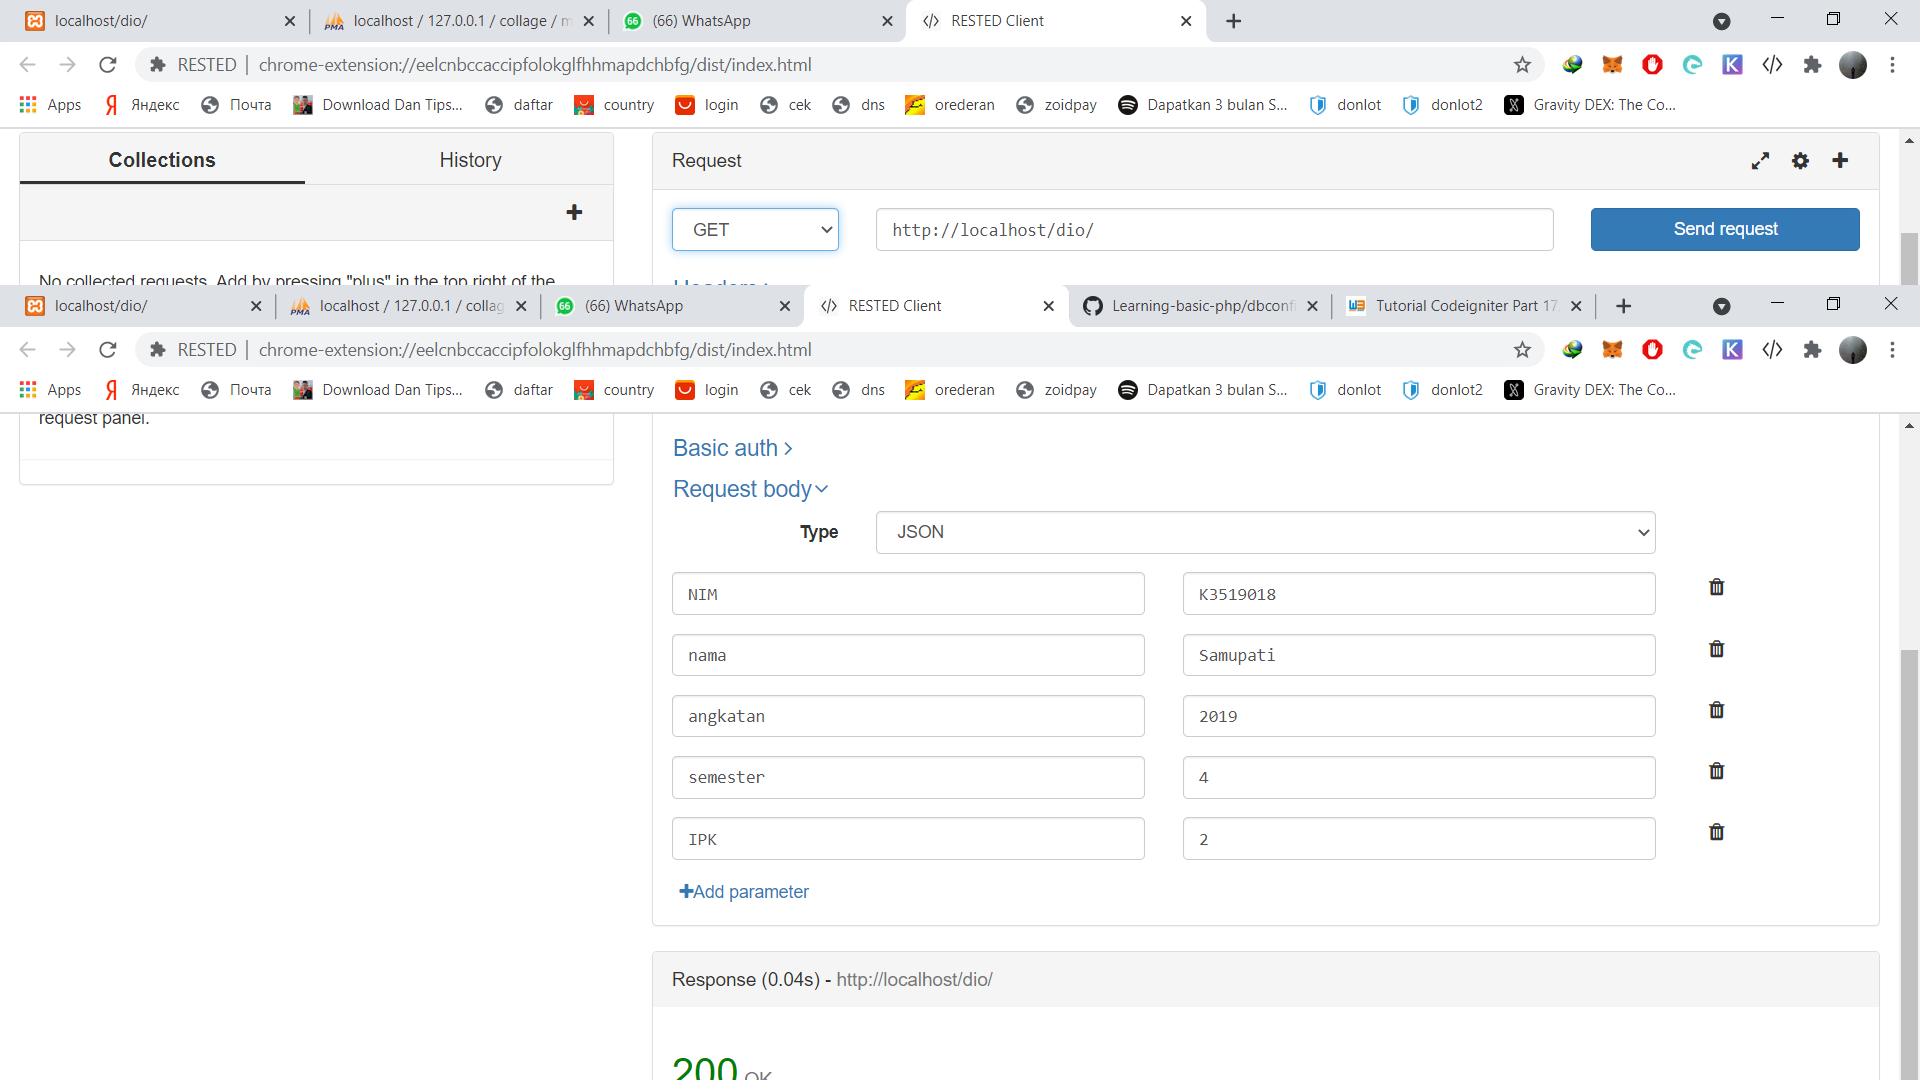 localhost/dio/
localhost / 127.0.0.1 / collage / m
(66) WhatsApp
RESTED Client
RESTED
chrome-extension://eelcnbccaccipfolokglfhhmapdchbfg/dist/index.html
Apps Яндекс Почта Download Dan Tips... daftar country login cek dns orederan zoidpay Dapatkan 3 bulan S... donlot donlot2 Gravity DEX: The Co...
Collections History
No collected requests. Add by pressing "plus" in the top right of the
Request
GET http://localhost/dio/ Send request
Headers
localhost/dio/
localhost / 127.0.0.1 / collag
(66) WhatsApp
RESTED Client
Learning-basic-php/dbconfi
Tutorial Codeigniter Part 17
RESTED
chrome-extension://eelcnbccaccipfolokglfhhmapdchbfg/dist/index.html
Apps Яндекс Почта Download Dan Tips... daftar country login cek dns orederan zoidpay Dapatkan 3 bulan S... donlot donlot2 Gravity DEX: The Co...
request panel.
Basic auth
Request body
Type JSON
NIM K3519018
nama Samupati
angkatan 2019
semester 4
IPK 2
Add parameter
Response (0.04s) - http://localhost/dio/
200 OK